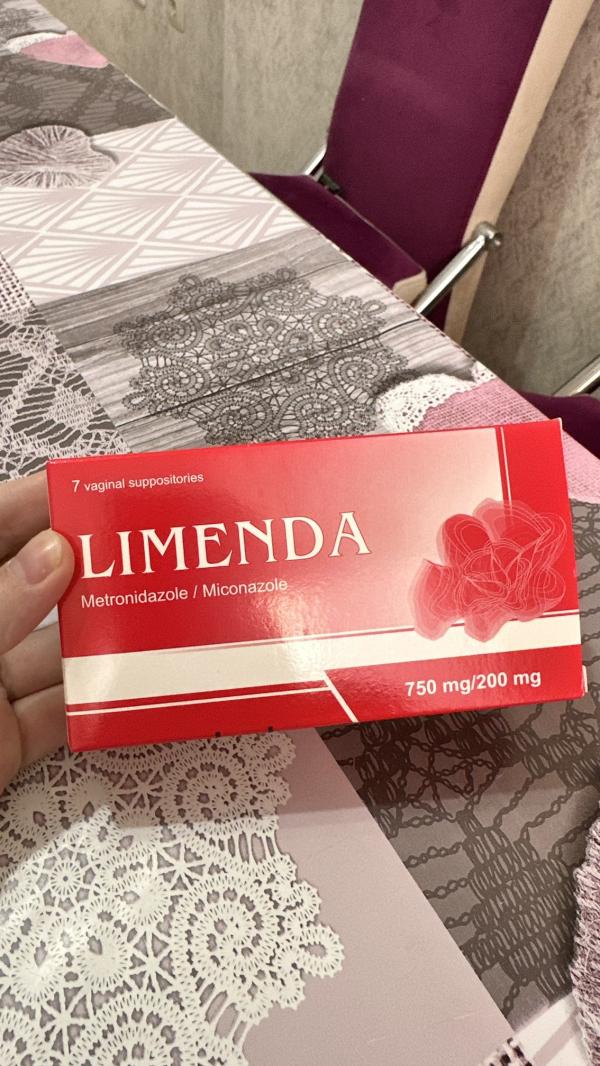 7 vaginal suppositories
LIMENDA
Metronidazole / Miconazole
750 mg/200 mg